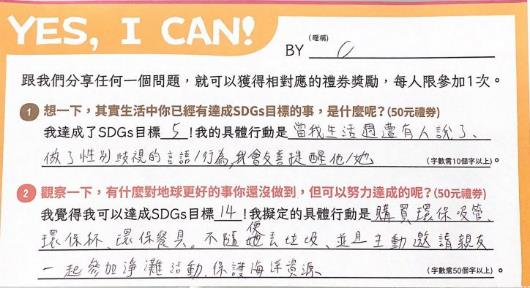 YES, I CAN!
BY (暱稱) C
跟我們分享任何一個問題，就可以獲得相對應的禮券獎勵，每人限參加1次。
1 想一下，其實生活中你已經有達成SDGs目標的事，是什麼呢？(50元禮券)
我達成了SDGs目標 5！我的具體行動是 當我生活周遭有人說了、
做了性別歧視的言語/行為，我會友善提醒他/她 (字數需10個字以上)。
2 觀察一下，有什麼對地球更好的事你還沒做到，但可以努力達成的呢？(50元禮券)
我覺得我可以達成SDGs目標 14！我擬定的具體行動是 購買環保吸管、
環保杯、環保餐具。不隨便丟垃圾、並且主動邀請親友
一起參加淨灘活動、保護海洋資源 (字數需50個字以上)。